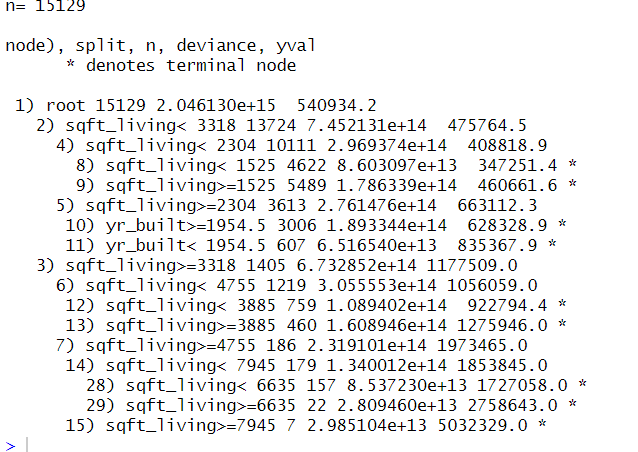 n= 15129
node), split, n, deviance, yval
* denotes terminal node
1) root 15129 2.046130e+15 540934.2
2) sqft_living< 3318 13724 7.452131e+14 475764.5
4) sqft_living< 2304 10111 2.969374e+14 408818.9
8) sqft_living< 1525 4622 8.603097e+13 347251.4 *
9) sqft_living>=1525 5489 1.786339e+14 460661.6 *
5) sqft_living>=2304 3613 2.761476e+14 663112.3
10) yr_built>=1954.5 3006 1.893344e+14 628328.9 *
11) yr_built< 1954.5 607 6.516540e+13 835367.9 *
3) sqft_living>=3318 1405 6.732852e+14 1177509.0
6) sqft_living< 4755 1219 3.055553e+14 1056059.0
12) sqft_living< 3885 759 1.089402e+14 922794.4 *
13) sqft_living>=3885 460 1.608946e+14 1275946.0 *
7) sqft_living>=4755 186 2.319101e+14 1973465.0
14) sqft_living< 7945 179 1.340012e+14 1853845.0
28) sqft_living< 6635 157 8.537230e+13 1727058.0 *
29) sqft_living>=6635 22 2.809460e+13 2758643.0 *
15) sqft_living>=7945 7 2.985104e+13 5032329.0 *
>